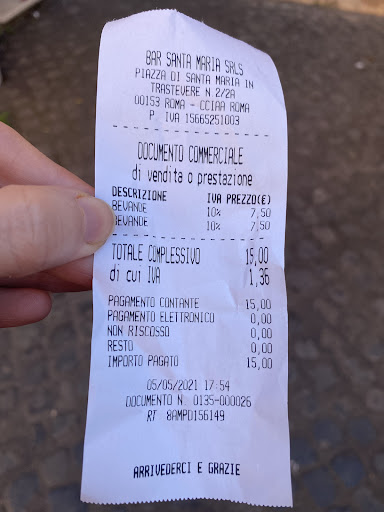 BAR SANTA MARIA SRLS
PIAZZA DI SANTA MARIA IN
TRASTEVERE N.2/2A
00153 ROMA - CCIAA ROMA
P. IVA 15665251003
DOCUMENTO COMMERCIALE
di vendita o prestazione
DESCRIZIONE IVA PREZZO(€)
BEVANDE 10% 7,50
BEVANDE 10% 7,50
TOTALE COMPLESSIVO 15,00
di cui IVA 1,36
PAGAMENTO CONTANTE 15,00
PAGAMENTO ELETTRONICO 0,00
NON RISCOSSO 0,00
RESTO 0,00
IMPORTO PAGATO 15,00
05/05/2021 17:54
DOCUMENTO N. 0135-000026
RT 8AMPD156149
ARRIVEDERCI E GRAZIE